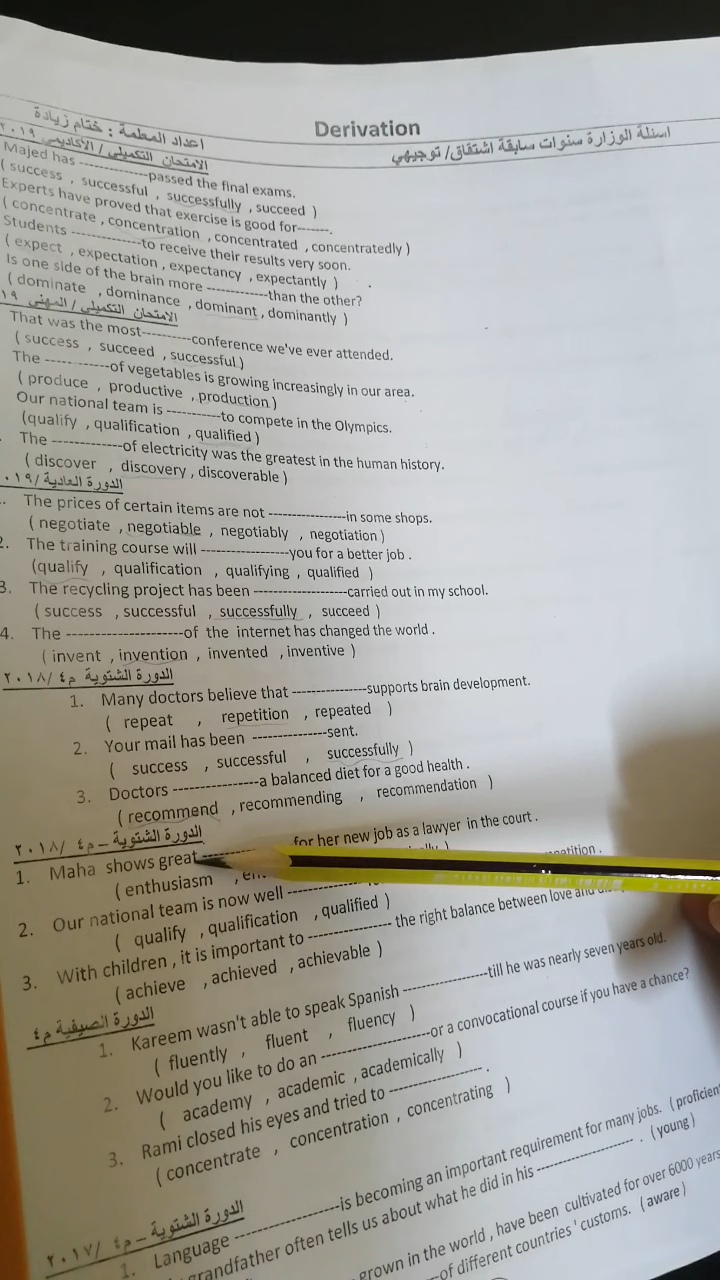 Derivation
اسئلة الوزارة سنوات سابقة اشتقاق/ توجيهي
اعداد المعلمة : ختام زيادة
الامتحان التكميلي / الأكاديمي ٢٠١٩
Majed has -------------passed the final exams.
( success , successful , successfully , succeed )
Experts have proved that exercise is good for-------.
( concentrate , concentration , concentrated , concentratedly )
Students --------------to receive their results very soon.
( expect , expectation , expectancy , expectantly )
Is one side of the brain more -------------than the other?
( dominate , dominance , dominant , dominantly )
الامتحان التكميلي / المهني ١٩
That was the most----------conference we've ever attended.
( success , succeed , successful )
The -------------of vegetables is growing increasingly in our area.
( produce , productive , production )
Our national team is -----------to compete in the Olympics.
(qualify , qualification , qualified )
The --------------of electricity was the greatest in the human history.
( discover , discovery , discoverable )
الدورة العادية /٠١٩
The prices of certain items are not ----------------in some shops.
( negotiate , negotiable , negotiably , negotiation )
2. The training course will ------------------you for a better job .
(qualify , qualification , qualifying , qualified )
3. The recycling project has been -------------------carried out in my school.
( success , successful , successfully , succeed )
4. The ----------------------of the internet has changed the world .
( invent , invention , invented , inventive )
الدورة الشتوية م٤ /٢٠١٨
1. Many doctors believe that ---------------supports brain development.
( repeat , repetition , repeated )
2. Your mail has been ---------------sent.
( success , successful , successfully )
3. Doctors -----------------a balanced diet for a good health .
( recommend , recommending , recommendation )
الدورة الشتوية – م٤ /٢٠١٨
1. Maha shows great ---------- for her new job as a lawyer in the court .
( enthusiasm ,
2. Our national team is now well --------------
( qualify , qualification , qualified )
3. With children , it is important to ----------------- the right balance between love and
( achieve , achieved , achievable )
الدورة الصيفية م٤
1. Kareem wasn't able to speak Spanish -----------------till he was nearly seven years old.
( fluently , fluent , fluency )
2. Would you like to do an ----------------------or a convocational course if you have a chance?
( academy , academic , academically )
3. Rami closed his eyes and tried to ------------------- .
( concentrate , concentration , concentrating )
الدورة الشتوية – م٤ /٢٠١٧
1. Language ----------------------is becoming an important requirement for many jobs. (proficient
grandfather often tells us about what he did in his ------------------- . (young)
grown in the world , have been cultivated for over 6000 years
of different countries ' customs. (aware)